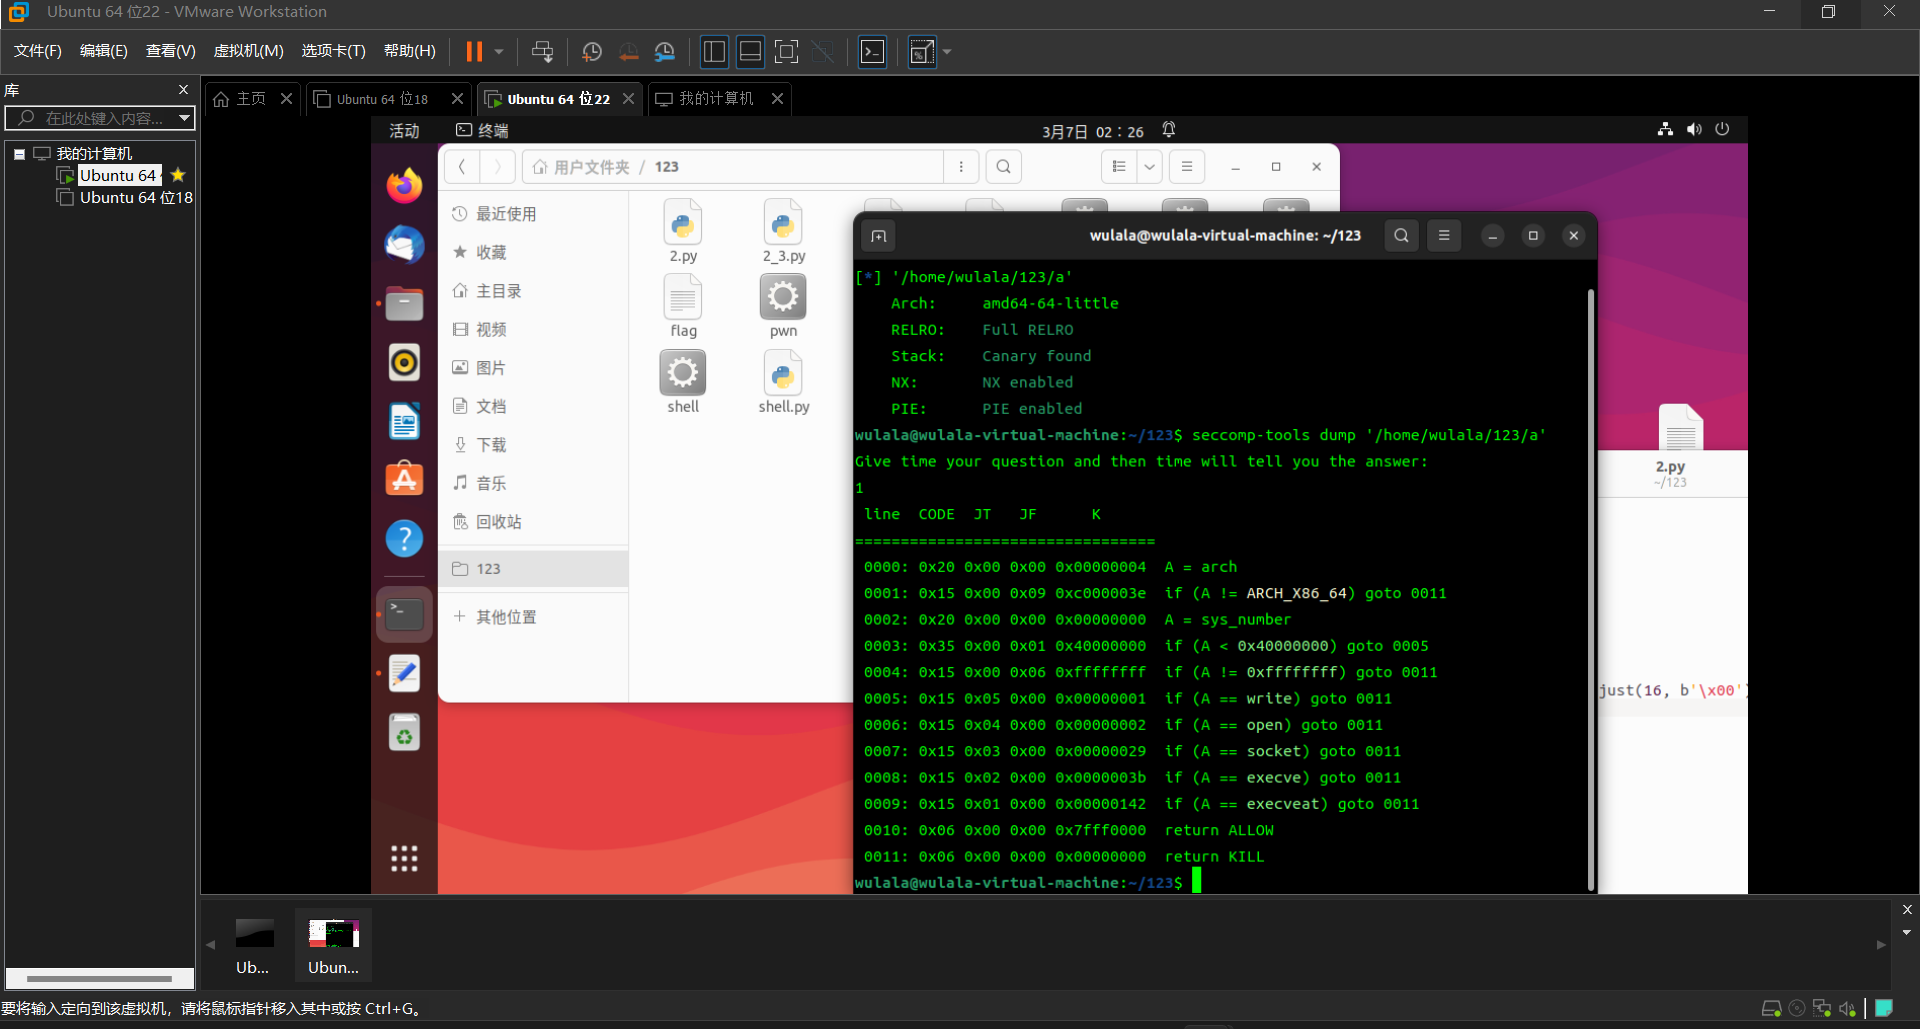 Ubuntu 64 位22 - VMware Workstation
文件(F) 编辑(E) 查看(V) 虚拟机(M) 选项卡(T) 帮助(H)
库
在此处键入内容...
我的计算机
Ubuntu 64
Ubuntu 64 位18
主页
Ubuntu 64 位18
Ubuntu 64 位22
我的计算机
活动
终端
3月7日 02：26
用户文件夹 / 123
最近使用
收藏
主目录
视频
图片
文档
下载
音乐
回收站
123
其他位置
2.py
2_3.py
flag
pwn
shell
shell.py
wulala@wulala-virtual-machine: ~/123
[*] '/home/wulala/123/a'
Arch:     amd64-64-little
RELRO:    Full RELRO
Stack:    Canary found
NX:       NX enabled
PIE:      PIE enabled
wulala@wulala-virtual-machine:~/123$ seccomp-tools dump '/home/wulala/123/a'
Give time your question and then time will tell you the answer:
1
line  CODE  JT   JF      K
=================================
0000: 0x20 0x00 0x00 0x00000004  A = arch
0001: 0x15 0x00 0x09 0xc000003e  if (A != ARCH_X86_64) goto 0011
0002: 0x20 0x00 0x00 0x00000000  A = sys_number
0003: 0x35 0x00 0x01 0x40000000  if (A < 0x40000000) goto 0005
0004: 0x15 0x00 0x06 0xffffffff  if (A != 0xffffffff) goto 0011
0005: 0x15 0x05 0x00 0x00000001  if (A == write) goto 0011
0006: 0x15 0x04 0x00 0x00000002  if (A == open) goto 0011
0007: 0x15 0x03 0x00 0x00000029  if (A == socket) goto 0011
0008: 0x15 0x02 0x00 0x0000003b  if (A == execve) goto 0011
0009: 0x15 0x01 0x00 0x00000142  if (A == execveat) goto 0011
0010: 0x06 0x00 0x00 0x7fff0000  return ALLOW
0011: 0x06 0x00 0x00 0x00000000  return KILL
wulala@wulala-virtual-machine:~/123$
2.py
~/123
just(16, b'\x00')
Ub...
Ubun...
要将输入定向到该虚拟机，请将鼠标指针移入其中或按 Ctrl+G。